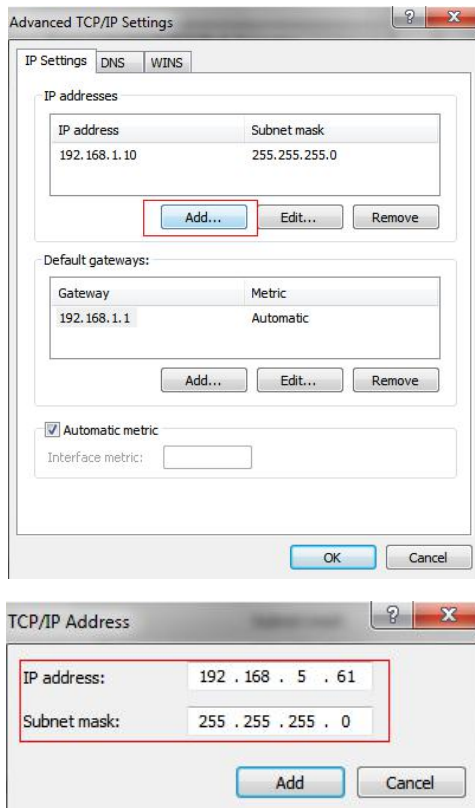 Advanced TCP/IP Settings
IP Settings DNS WINS
IP addresses
IP address Subnet mask
192.168.1.10 255.255.255.0
Add... Edit... Remove
Default gateways:
Gateway Metric
192.168.1.1 Automatic
Add... Edit... Remove
Automatic metric
Interface metric:
OK Cancel
TCP/IP Address
IP address: 192 . 168 . 5 . 61
Subnet mask: 255 . 255 . 255 . 0
Add Cancel